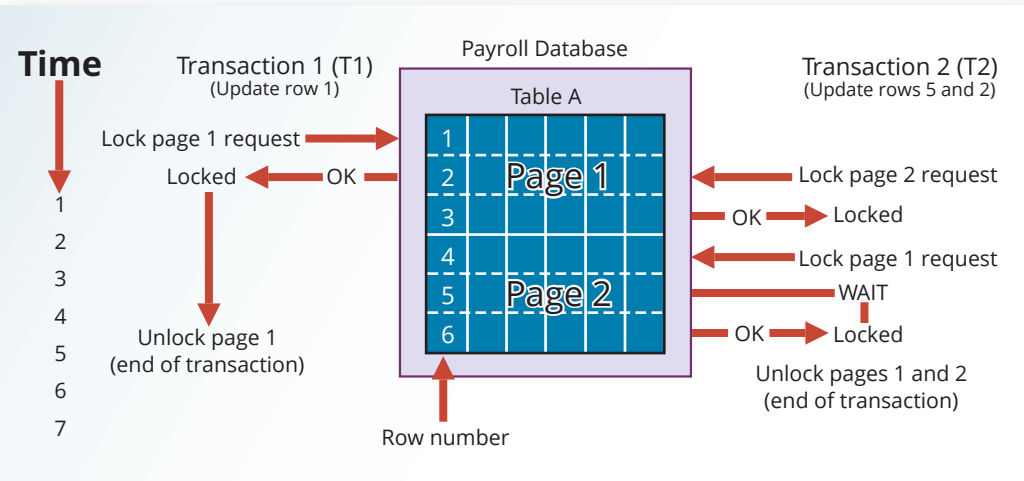 Payroll Database
Time
Transaction 1 (T1)
(Update row 1)
Transaction 2 (T2)
(Update rows 5 and 2)
Table A
Lock page 1 request
Locked
OK
Unlock page 1
(end of transaction)
1
2
3
4
5
6
7
1
2
3
4
5
6
Page 1
Page 2
Row number
Lock page 2 request
OK
Locked
Lock page 1 request
WAIT
OK
Locked
Unlock pages 1 and 2
(end of transaction)